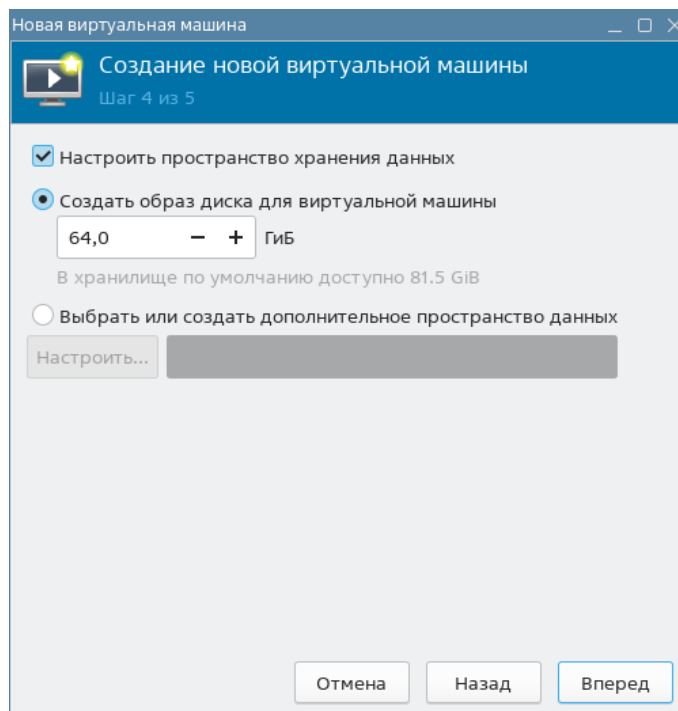 Новая виртуальная машина
Создание новой виртуальной машины
Шаг 4 из 5
Настроить пространство хранения данных
Создать образ диска для виртуальной машины
64,0 − + ГиБ
В хранилище по умолчанию доступно 81.5 GiB
Выбрать или создать дополнительное пространство данных
Настроить...
Отмена Назад Вперед